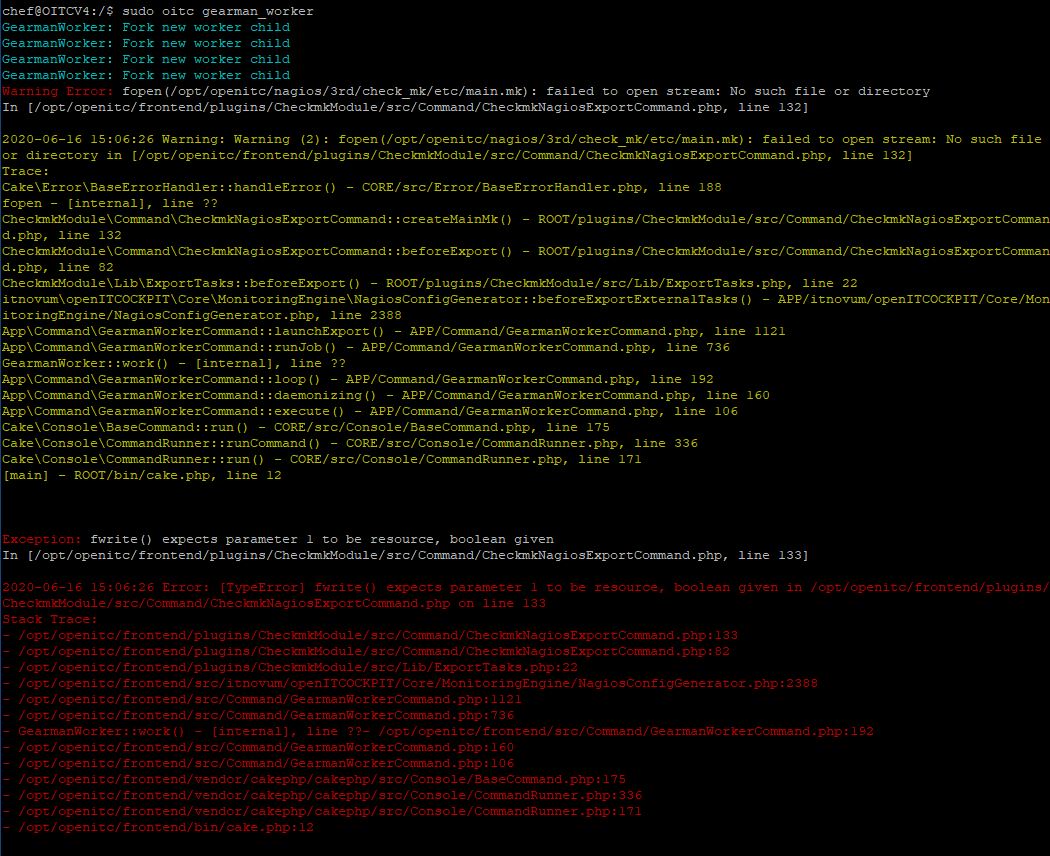 chef@OITCV4:/$ sudo oitc gearman_worker
GearmanWorker: Fork new worker child
GearmanWorker: Fork new worker child
GearmanWorker: Fork new worker child
GearmanWorker: Fork new worker child
Warning Error: fopen(/opt/openitc/nagios/3rd/check_mk/etc/main.mk): failed to open stream: No such file or directory
In [/opt/openitc/frontend/plugins/CheckmkModule/src/Command/CheckmkNagiosExportCommand.php, line 132]
2020-06-16 15:06:26 Warning: Warning (2): fopen(/opt/openitc/nagios/3rd/check_mk/etc/main.mk): failed to open stream: No such file
or directory in [/opt/openitc/frontend/plugins/CheckmkModule/src/Command/CheckmkNagiosExportCommand.php, line 132]
Trace:
Cake\Error\BaseErrorHandler::handleError() - CORE/src/Error/BaseErrorHandler.php, line 188
fopen - [internal], line ??
CheckmkModule\Command\CheckmkNagiosExportCommand::createMainMk() - ROOT/plugins/CheckmkModule/src/Command/CheckmkNagiosExportComman
d.php, line 132
CheckmkModule\Command\CheckmkNagiosExportCommand::beforeExport() - ROOT/plugins/CheckmkModule/src/Command/CheckmkNagiosExportComman
d.php, line 82
CheckmkModule\Lib\ExportTasks::beforeExport() - ROOT/plugins/CheckmkModule/src/Lib/ExportTasks.php, line 22
itnovum\openITCOCKPIT\Core\MonitoringEngine\NagiosConfigGenerator::beforeExportExternalTasks() - APP/itnovum/openITCOCKPIT/Core/Mon
itoringEngine/NagiosConfigGenerator.php, line 2388
App\Command\GearmanWorkerCommand::launchExport() - APP/Command/GearmanWorkerCommand.php, line 1121
App\Command\GearmanWorkerCommand::runJob() - APP/Command/GearmanWorkerCommand.php, line 736
GearmanWorker::work() - [internal], line ??
App\Command\GearmanWorkerCommand::loop() - APP/Command/GearmanWorkerCommand.php, line 192
App\Command\GearmanWorkerCommand::daemonizing() - APP/Command/GearmanWorkerCommand.php, line 160
App\Command\GearmanWorkerCommand::execute() - APP/Command/GearmanWorkerCommand.php, line 106
Cake\Console\BaseCommand::run() - CORE/src/Console/BaseCommand.php, line 175
Cake\Console\CommandRunner::runCommand() - CORE/src/Console/CommandRunner.php, line 336
Cake\Console\CommandRunner::run() - CORE/src/Console/CommandRunner.php, line 171
[main] - ROOT/bin/cake.php, line 12
Exception: fwrite() expects parameter 1 to be resource, boolean given
In [/opt/openitc/frontend/plugins/CheckmkModule/src/Command/CheckmkNagiosExportCommand.php, line 133]
2020-06-16 15:06:26 Error: [TypeError] fwrite() expects parameter 1 to be resource, boolean given in /opt/openitc/frontend/plugins/
CheckmkModule/src/Command/CheckmkNagiosExportCommand.php on line 133
Stack Trace:
- /opt/openitc/frontend/plugins/CheckmkModule/src/Command/CheckmkNagiosExportCommand.php:133
- /opt/openitc/frontend/plugins/CheckmkModule/src/Command/CheckmkNagiosExportCommand.php:82
- /opt/openitc/frontend/plugins/CheckmkModule/src/Lib/ExportTasks.php:22
- /opt/openitc/frontend/src/itnovum/openITCOCKPIT/Core/MonitoringEngine/NagiosConfigGenerator.php:2388
- /opt/openitc/frontend/src/Command/GearmanWorkerCommand.php:1121
- /opt/openitc/frontend/src/Command/GearmanWorkerCommand.php:736
- GearmanWorker::work() - [internal], line ??- /opt/openitc/frontend/src/Command/GearmanWorkerCommand.php:192
- /opt/openitc/frontend/src/Command/GearmanWorkerCommand.php:160
- /opt/openitc/frontend/src/Command/GearmanWorkerCommand.php:106
- /opt/openitc/frontend/vendor/cakephp/cakephp/src/Console/BaseCommand.php:175
- /opt/openitc/frontend/vendor/cakephp/cakephp/src/Console/CommandRunner.php:336
- /opt/openitc/frontend/vendor/cakephp/cakephp/src/Console/CommandRunner.php:171
- /opt/openitc/frontend/bin/cake.php:12